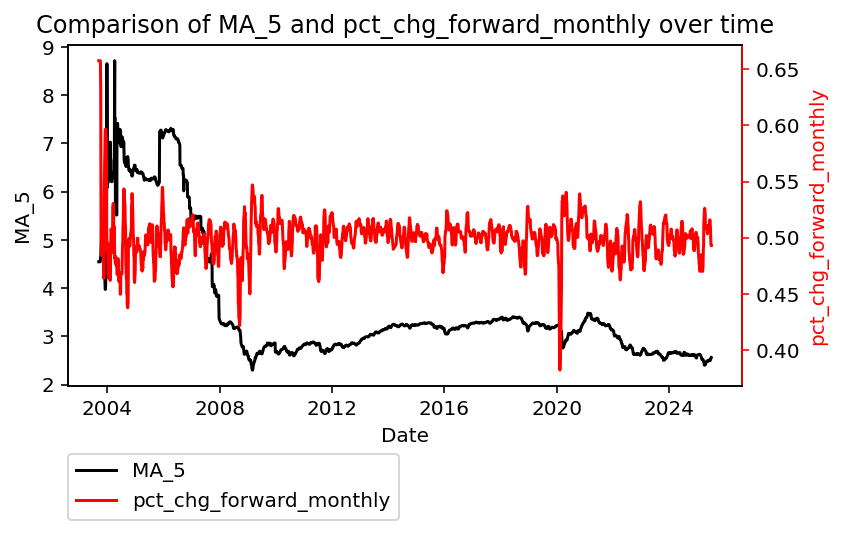 Comparison of MA_5 and pct_chg_forward_monthly over time
9
8
7
6
5
4
3
2
MA_5
0.65
0.60
0.55
0.50
0.45
0.40
pct_chg_forward_monthly
2004 2008 2012 2016 2020 2024
Date
MA_5
pct_chg_forward_monthly